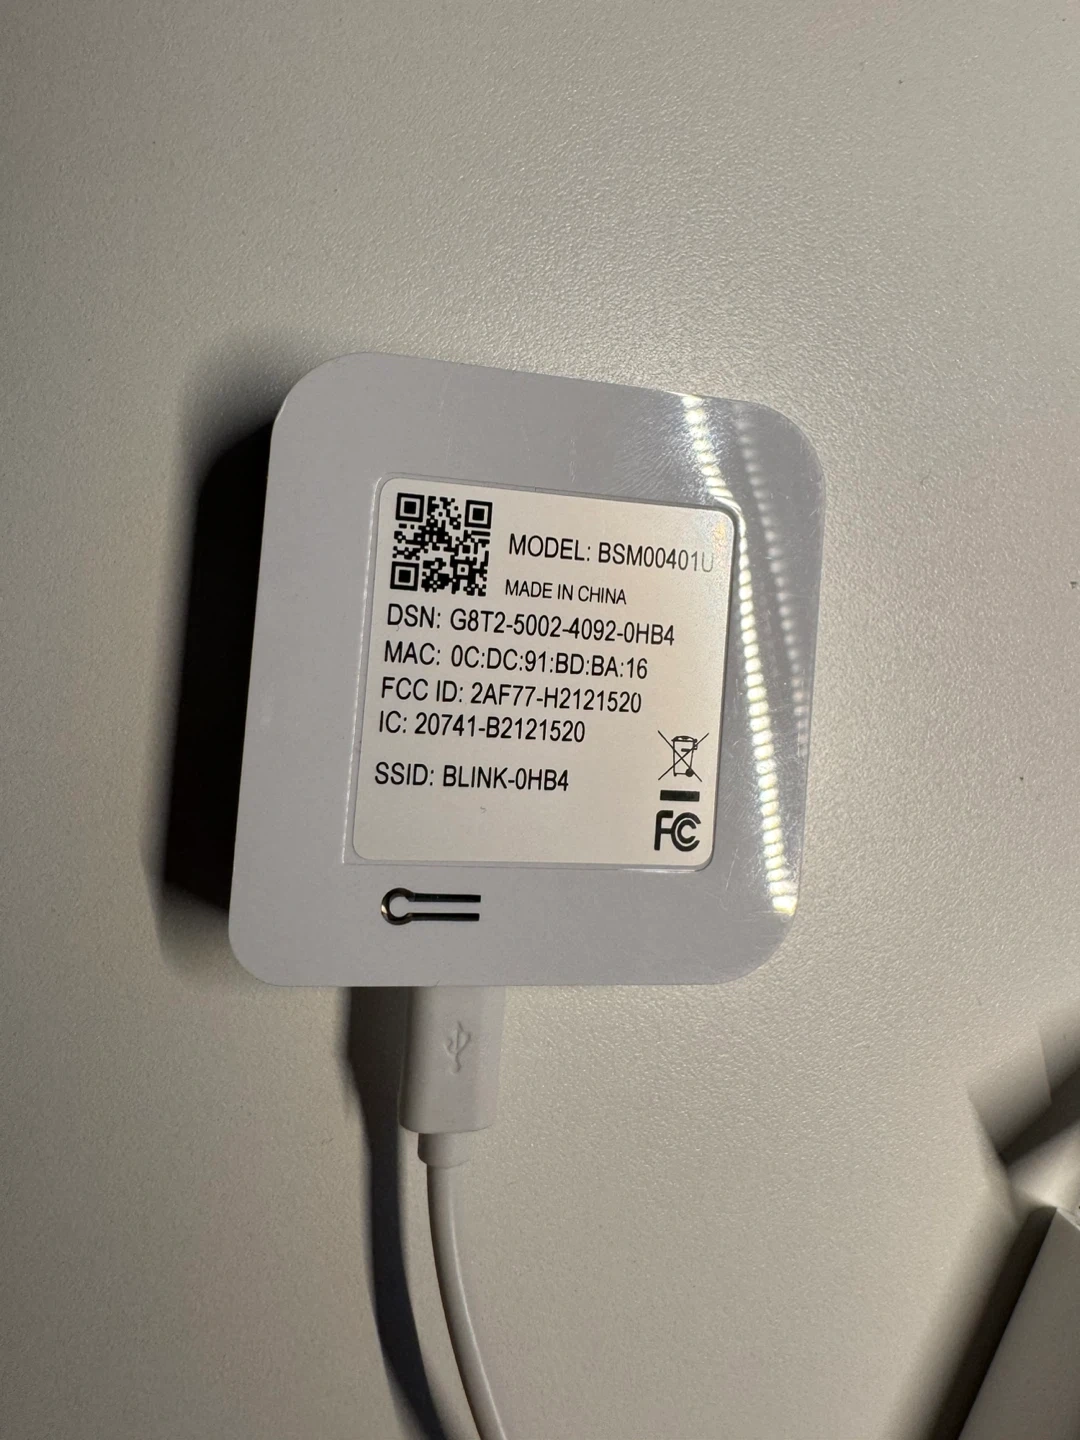 MODEL: BSM00401U
MADE IN CHINA
DSN: G8T2-5002-4092-0HB4
MAC: 0C:DC:91:BD:BA:16
FCC ID: 2AF77-H2121520
IC: 20741-B2121520
SSID: BLINK-0HB4
FC